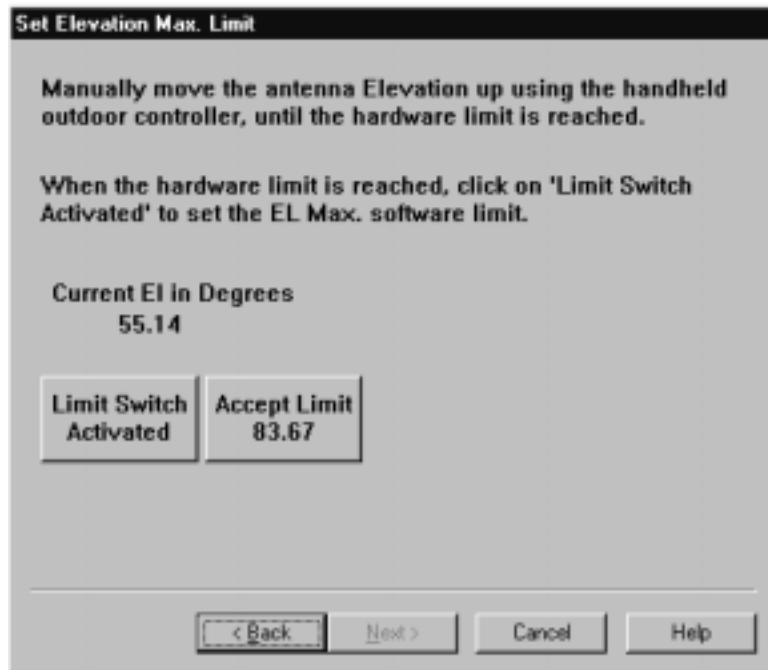 Set Elevation Max. Limit
Manually move the antenna Elevation up using the handheld
outdoor controller, until the hardware limit is reached.
When the hardware limit is reached, click on 'Limit Switch
Activated' to set the EL Max. software limit.
Current El in Degrees
55.14
Limit Switch
Activated
Accept Limit
83.67
< Back
Next >
Cancel
Help